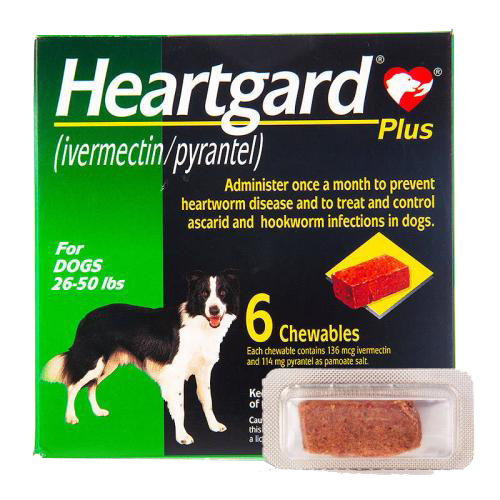 Heartgard® ®
Plus
(ivermectin/pyrantel)
Administer once a month to prevent
heartworm disease and to treat and control
ascarid and hookworm infections in dogs.
For
DOGS
26-50 lbs
6 Chewables
Each chewable contains 136 mcg ivermectin
and 114 mg pyrantel as pamoate salt.
of
this
a